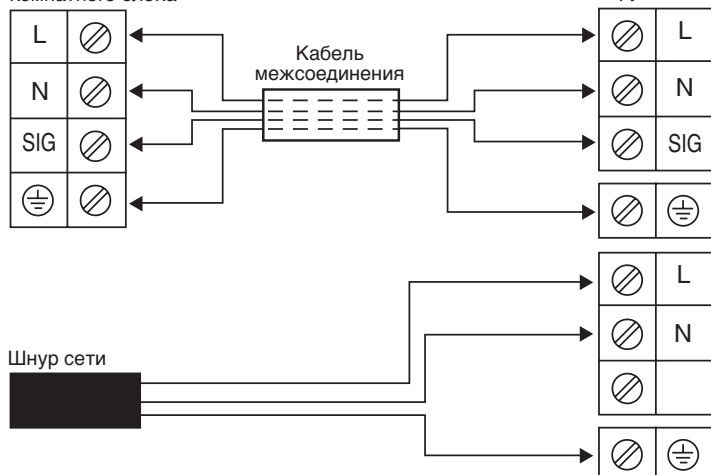 комнатного блока
L
N
SIG
Кабель
межсоединения
L
N
SIG
L
N
Шнур сети